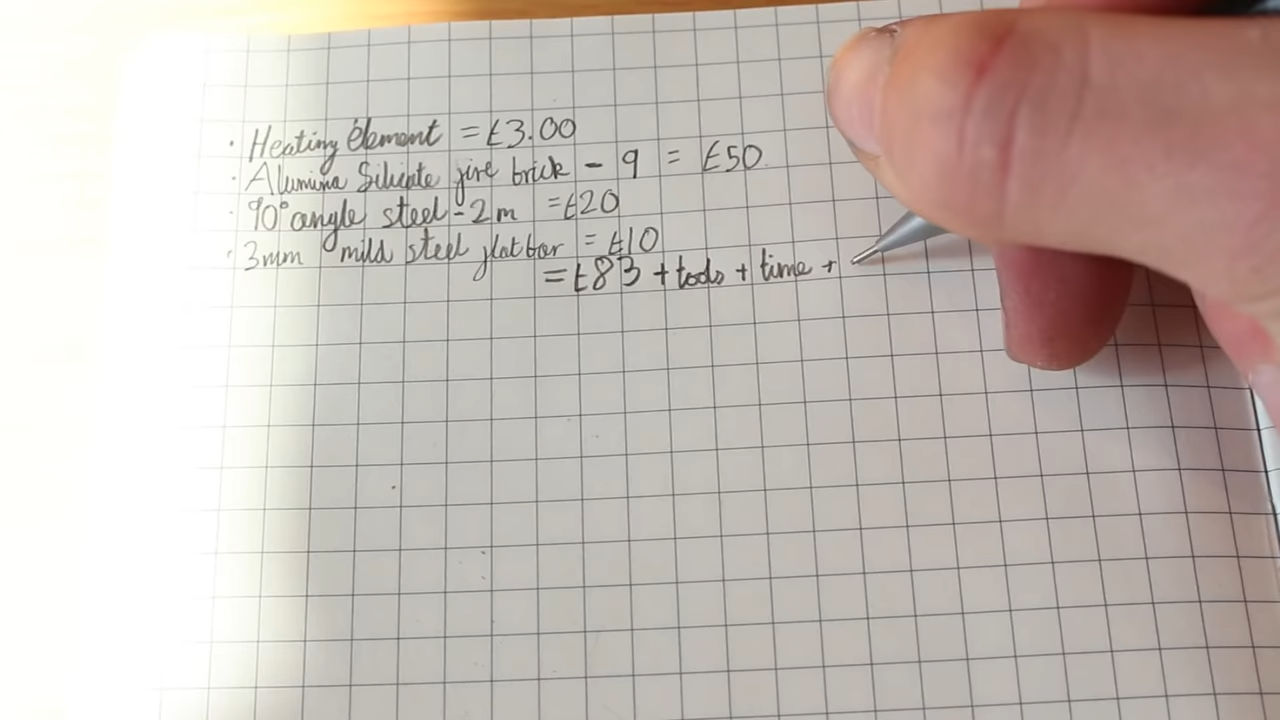 · Heating Element = £3.00
· Alumina Silicate fire brick - 9 = £50
· 90° angle steel - 2m = £20
· 3mm mild steel flat bar = £10
= £83 + tools + time +